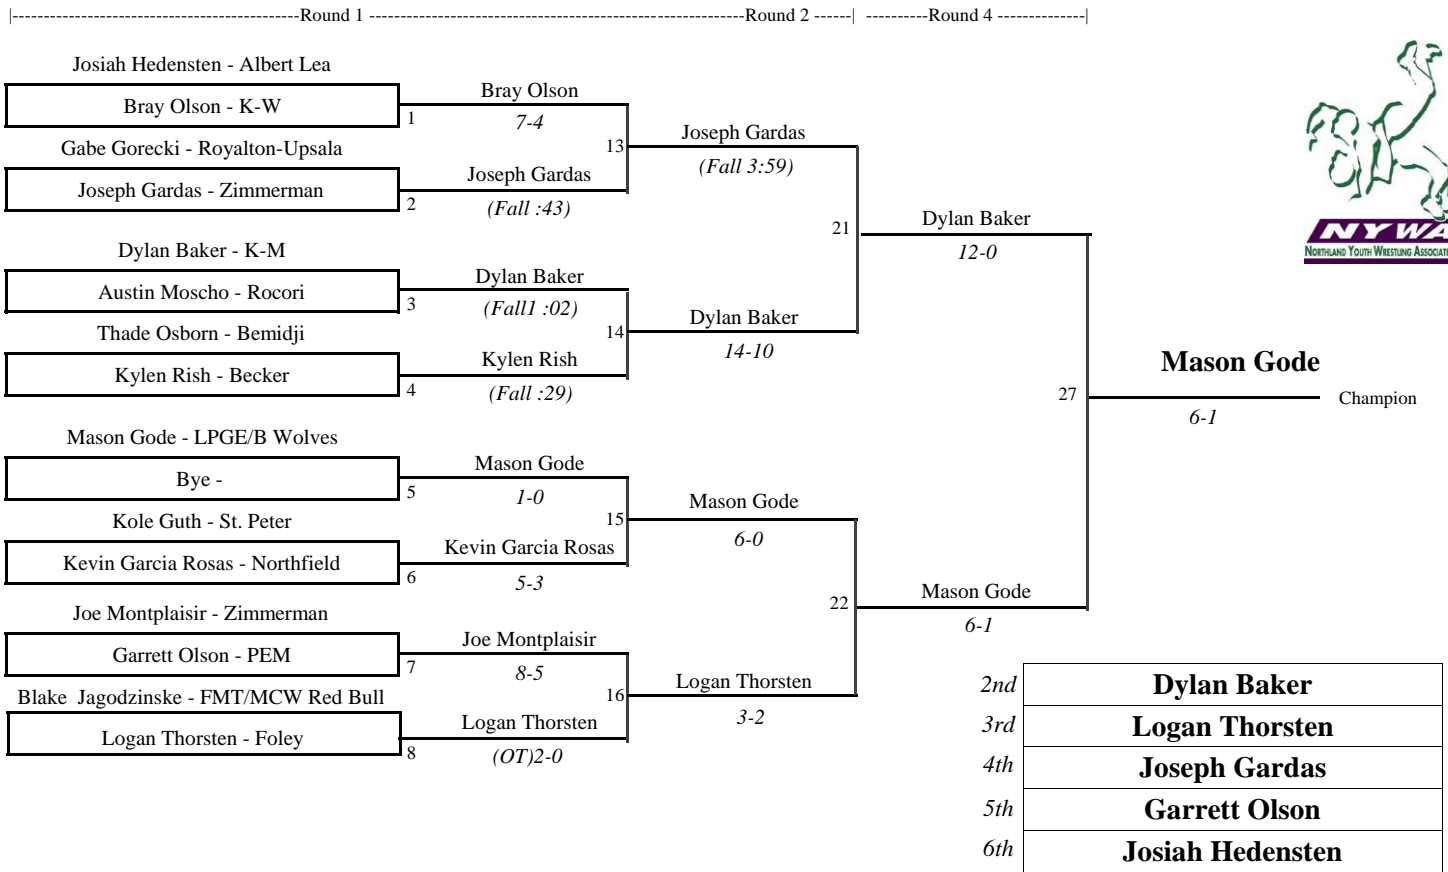 |-----------------------------------------------Round 1 -------------------------------------------------------------Round 2 ------| ----------Round 4 --------------|
Josiah Hedensten - Albert Lea
Bray Olson - K-W
1
Bray Olson
7-4
Gabe Gorecki - Royalton-Upsala
Joseph Gardas - Zimmerman
2
Joseph Gardas
(Fall :43)
13
Joseph Gardas
(Fall 3:59)
Dylan Baker - K-M
Austin Moscho - Rocori
3
Dylan Baker
(Fall1 :02)
Thade Osborn - Bemidji
Kylen Rish - Becker
4
Kylen Rish
(Fall :29)
14
Dylan Baker
14-10
21
Dylan Baker
12-0
Mason Gode - LPGE/B Wolves
Bye -
5
Mason Gode
1-0
Kole Guth - St. Peter
Kevin Garcia Rosas - Northfield
6
Kevin Garcia Rosas
5-3
15
Mason Gode
6-0
Joe Montplaisir - Zimmerman
Garrett Olson - PEM
7
Joe Montplaisir
8-5
Blake  Jagodzinske - FMT/MCW Red Bull
Logan Thorsten - Foley
8
Logan Thorsten
(OT)2-0
16
Logan Thorsten
3-2
22
Mason Gode
6-1
27
Mason Gode
6-1
Champion
NYWA
NORTHLAND YOUTH WRESTLING
2nd Dylan Baker
3rd Logan Thorsten
4th Joseph Gardas
5th Garrett Olson
6th Josiah Hedensten